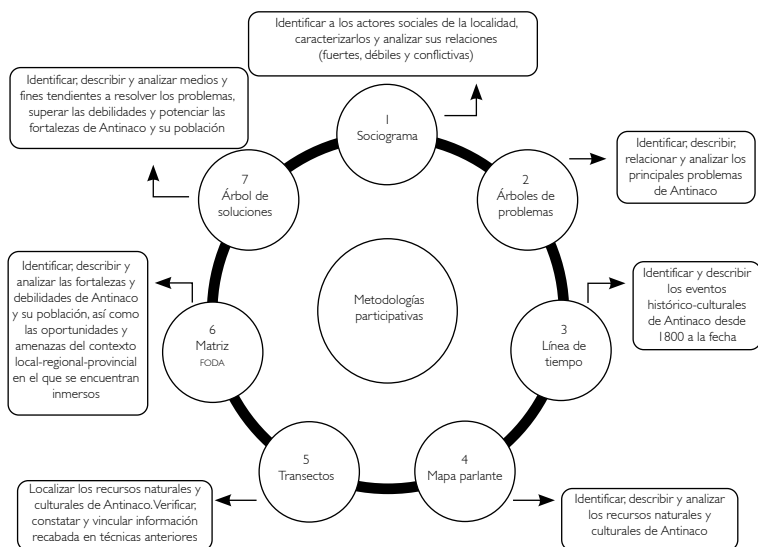 Identificar a los actores sociales de la localidad,
caracterizarlos y analizar sus relaciones
(fuertes, débiles y conflictivas)
1
Sociograma
Identificar, describir,
relacionar y analizar los
principales problemas
de Antinaco
2
Árboles de
problemas
Identificar y describir
los eventos
histórico-culturales
de Antinaco desde
1800 a la fecha
3
Línea de
tiempo
Identificar, describir y analizar
los recursos naturales y
culturales de Antinaco
4
Mapa parlante
Localizar los recursos naturales y
culturales de Antinaco. Verificar,
constatar y vincular información
recabada en técnicas anteriores
5
Transectos
Identificar, describir y
analizar las fortalezas y
debilidades de Antinaco
y su población, así como
las oportunidades y
amenazas del contexto
local-regional-provincial
en el que se encuentran
inmersos
6
Matriz
FODA
Identificar, describir y analizar medios y
fines tendientes a resolver los problemas,
superar las debilidades y potenciar las
fortalezas de Antinaco y su población
7
Árbol de
soluciones
Metodologías
participativas